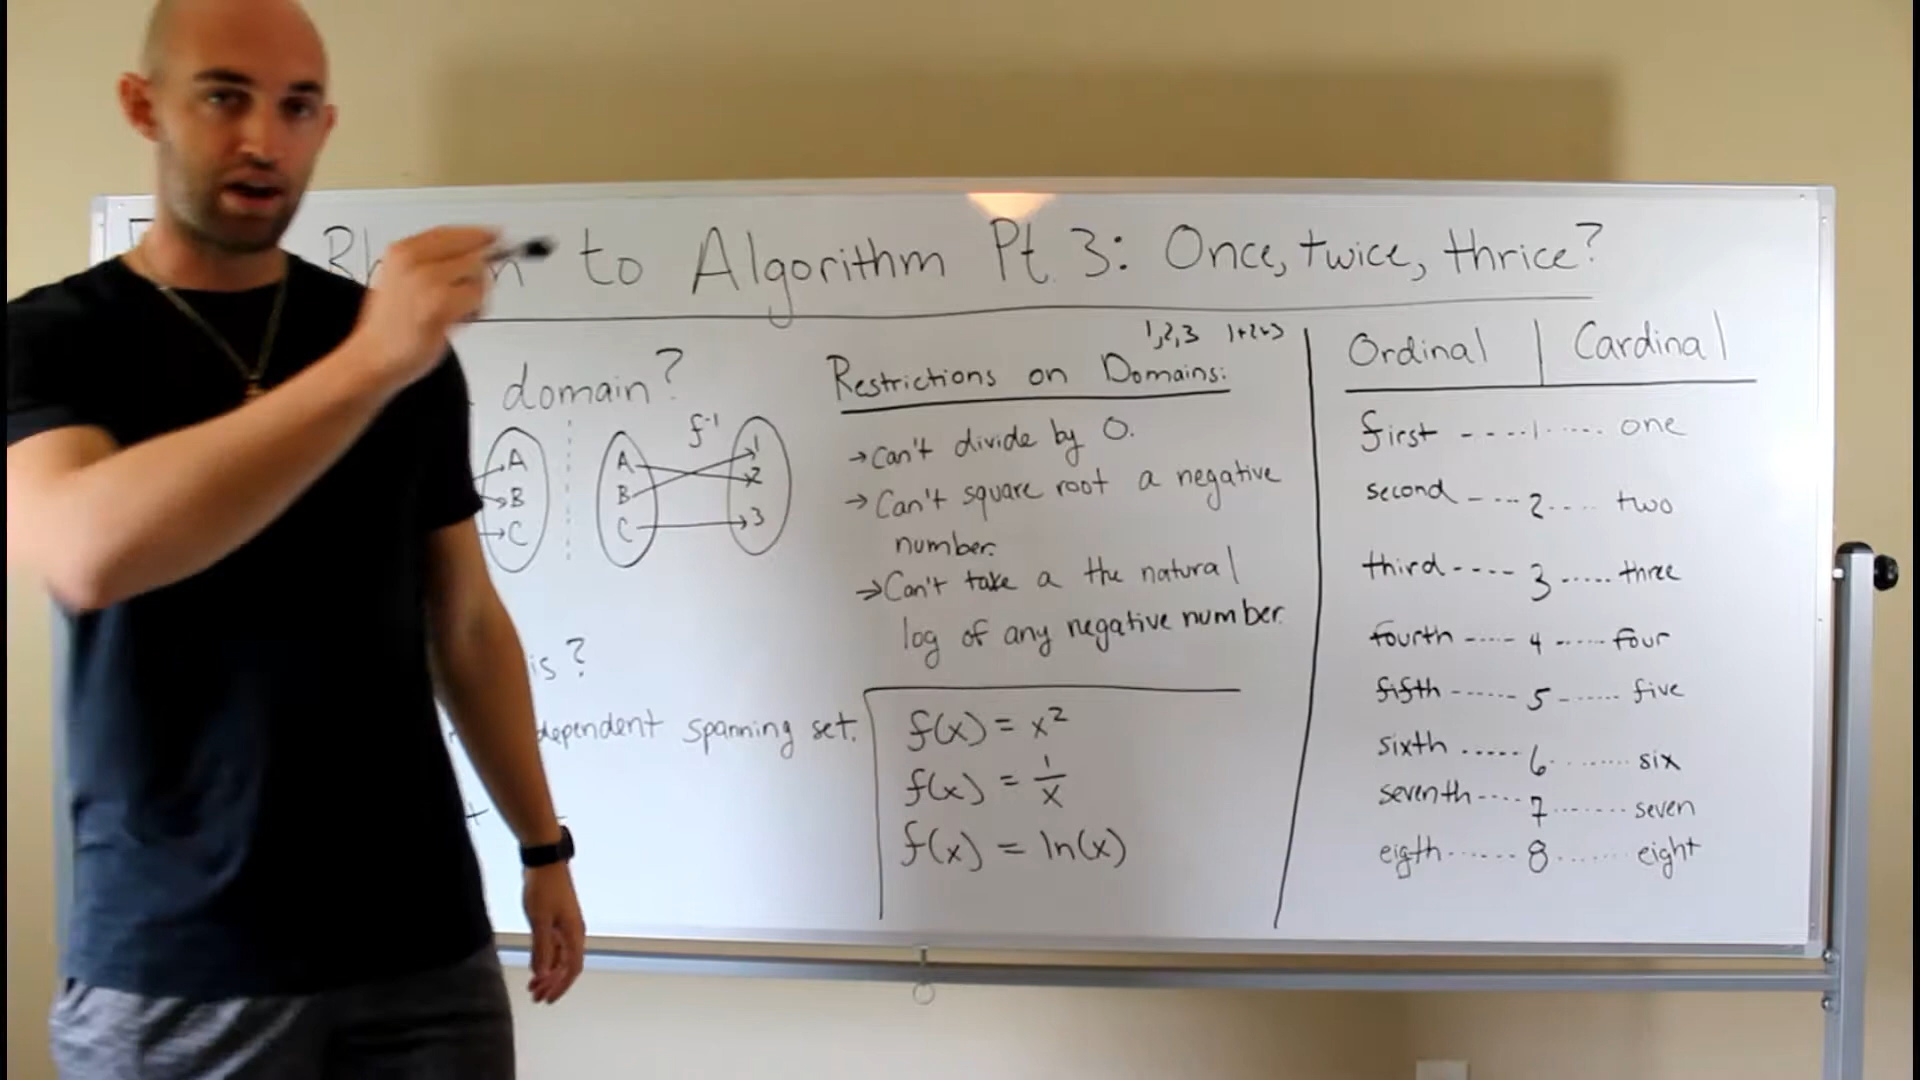 to Algorithm Pt. 3: Once, twice, thrice?
domain?
A
B
C
f⁻¹
A
B
C
1
2
3
is?
dependent spanning set.
1,2,3 1+2+3
Restrictions on Domains:
→ Can't divide by 0.
→ Can't square root a negative
number.
→ Can't take a the natural
log of any negative number.
f(x) = x²
f(x) = 1/x
f(x) = ln(x)
Ordinal | Cardinal
first ----1----- one
second ----2.... two
third ---- 3 ..... three
fourth ----- 4 ----- four
fifth ------ 5 ...... five
sixth ..... 6 ....... six
seventh ---- 7 ....... seven
eigth ...... 8 ...... eight